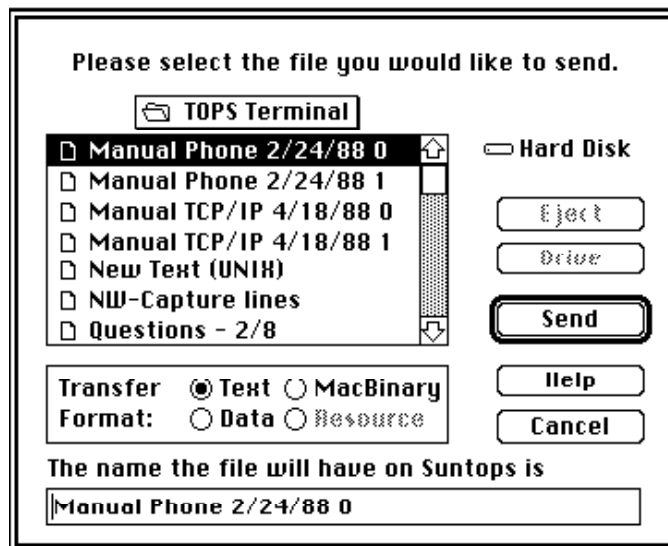 Please select the file you would like to send.
TOPS Terminal
Manual Phone 2/24/88 0
Manual Phone 2/24/88 1
Manual TCP/IP 4/18/88 0
Manual TCP/IP 4/18/88 1
New Text (UNIX)
NW-Capture lines
Questions - 2/8
Hard Disk
Eject
Drive
Send
Help
Cancel
Transfer Format:
Text
MacBinary
Data
Resource
The name the file will have on Suntops is
Manual Phone 2/24/88 0